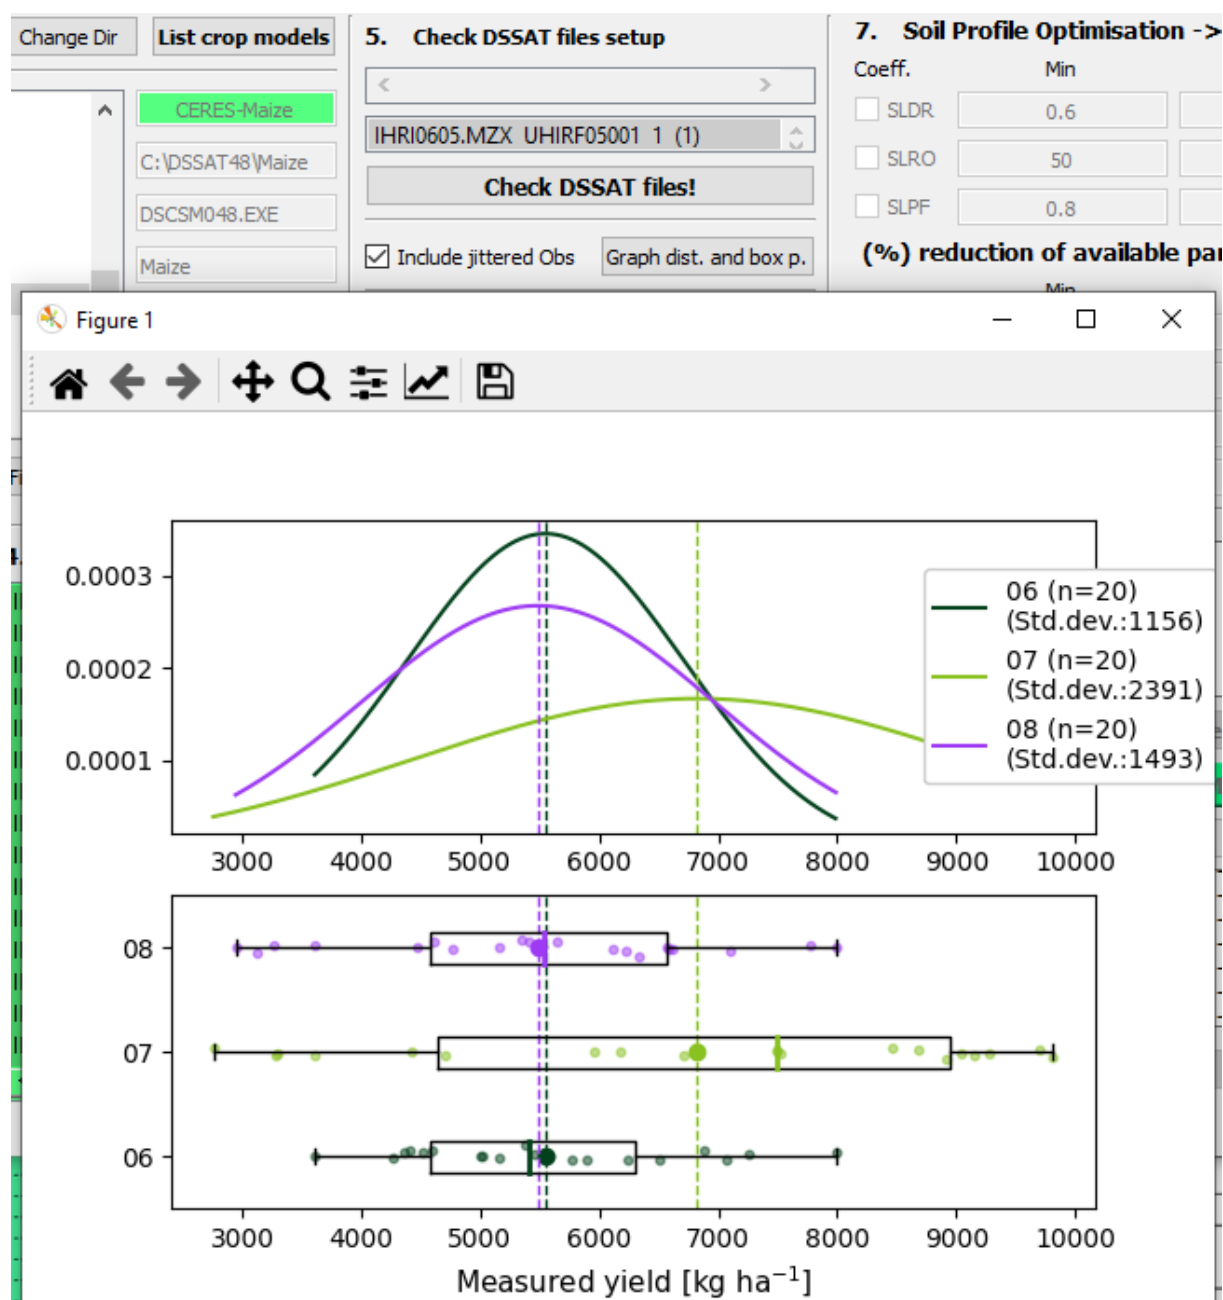 Change Dir
List crop models
CERES-Maize
C:\DSSAT48\Maize
DSCSM048.EXE
Maize
5. Check DSSAT files setup
IHRI0605.MZX UHIRF05001 1 (1)
Check DSSAT files!
Include jittered Obs
Graph dist. and box p.
7. Soil Profile Optimisation ->
Coeff. Min
SLDR 0.6
SLRO 50
SLPF 0.8
(%) reduction of available par
Min
Figure 1
4.
0.0003
0.0002
0.0001
06 (n=20)
(Std.dev.:1156)
07 (n=20)
(Std.dev.:2391)
08 (n=20)
(Std.dev.:1493)
3000 4000 5000 6000 7000 8000 9000 10000
08
07
06
3000 4000 5000 6000 7000 8000 9000 10000
Measured yield [kg ha⁻¹]